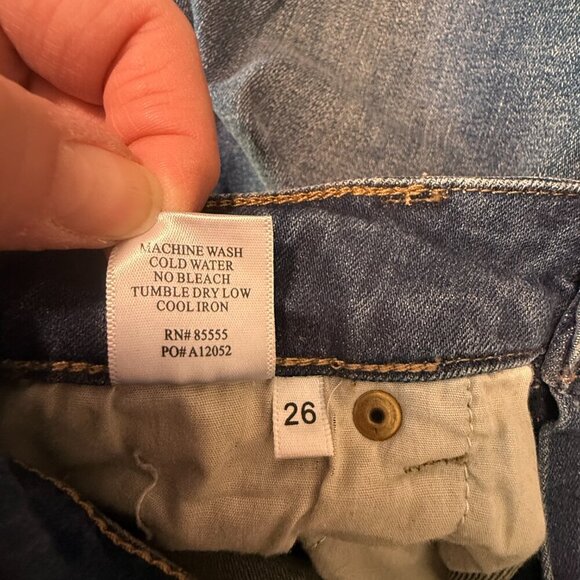 MACHINE WASH
COLD WATER
NO BLEACH
TUMBLE DRY LOW
COOL IRON
RN# 85555
PO# A12052
26